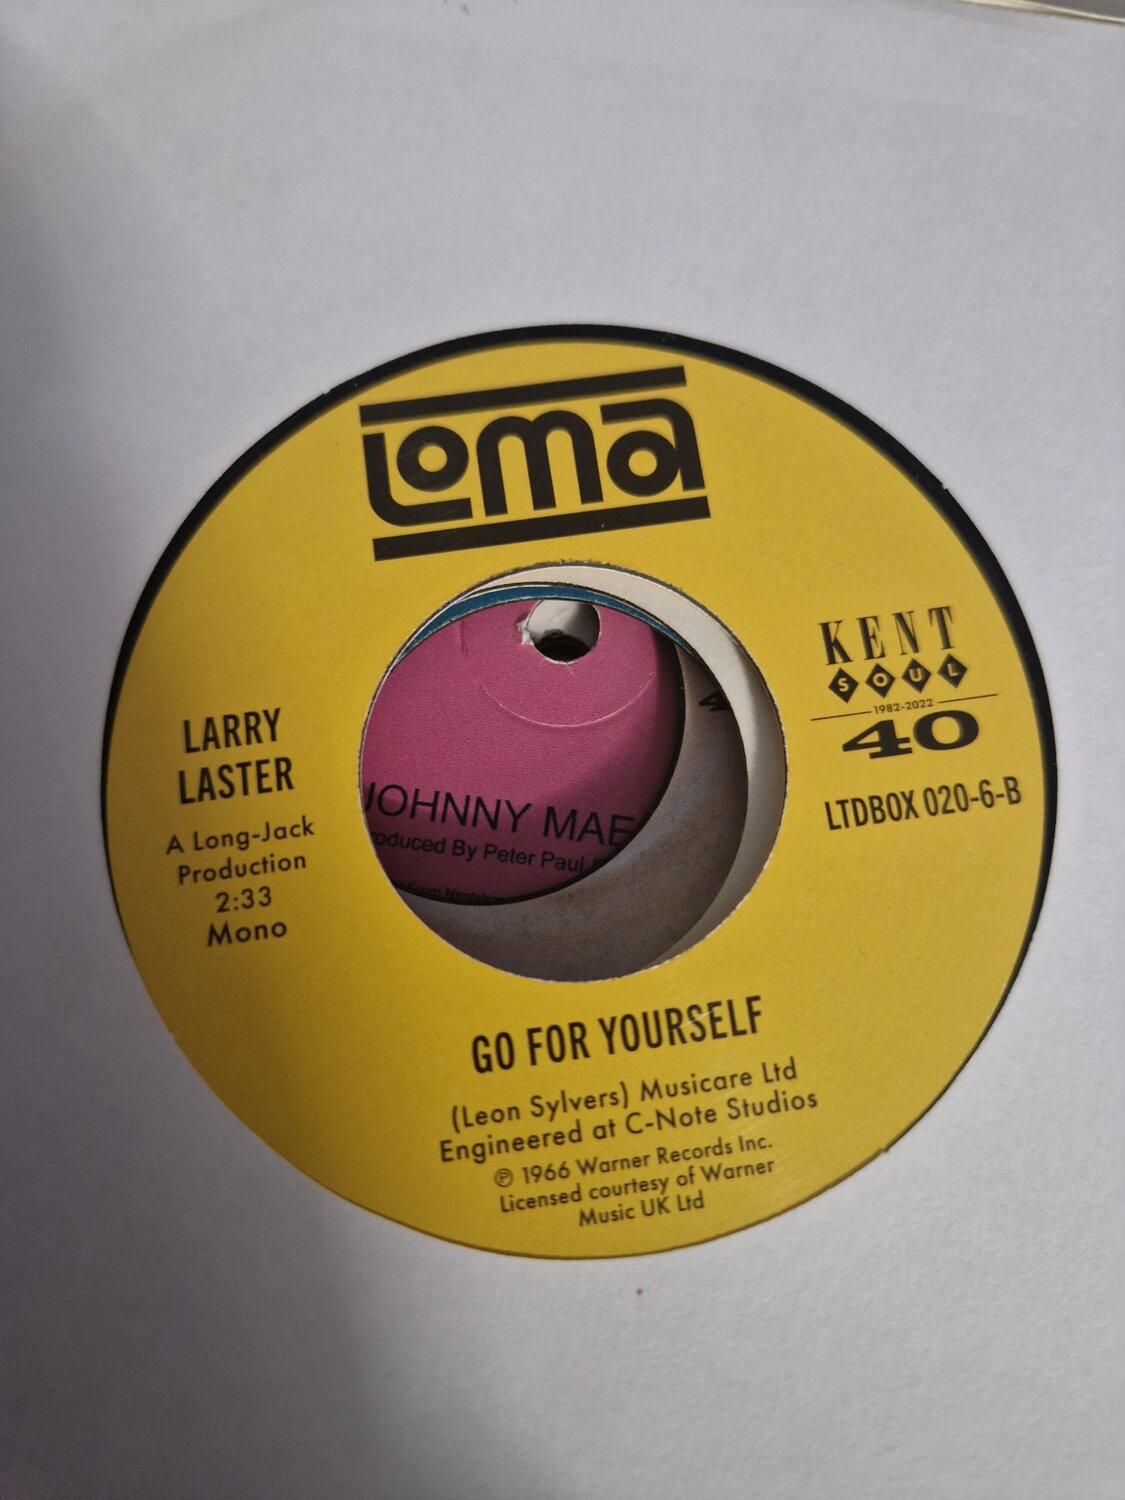 Loma
KENT
SOUL
1982-2022
40
LTDBOX 020-6-B
LARRY
LASTER
A Long-Jack
Production
2:33
Mono
JOHNNY MAE
Produced By Peter Paul
GO FOR YOURSELF
(Leon Sylvers) Musicare Ltd
Engineered at C-Note Studios
℗ 1966 Warner Records Inc.
Licensed courtesy of Warner
Music UK Ltd